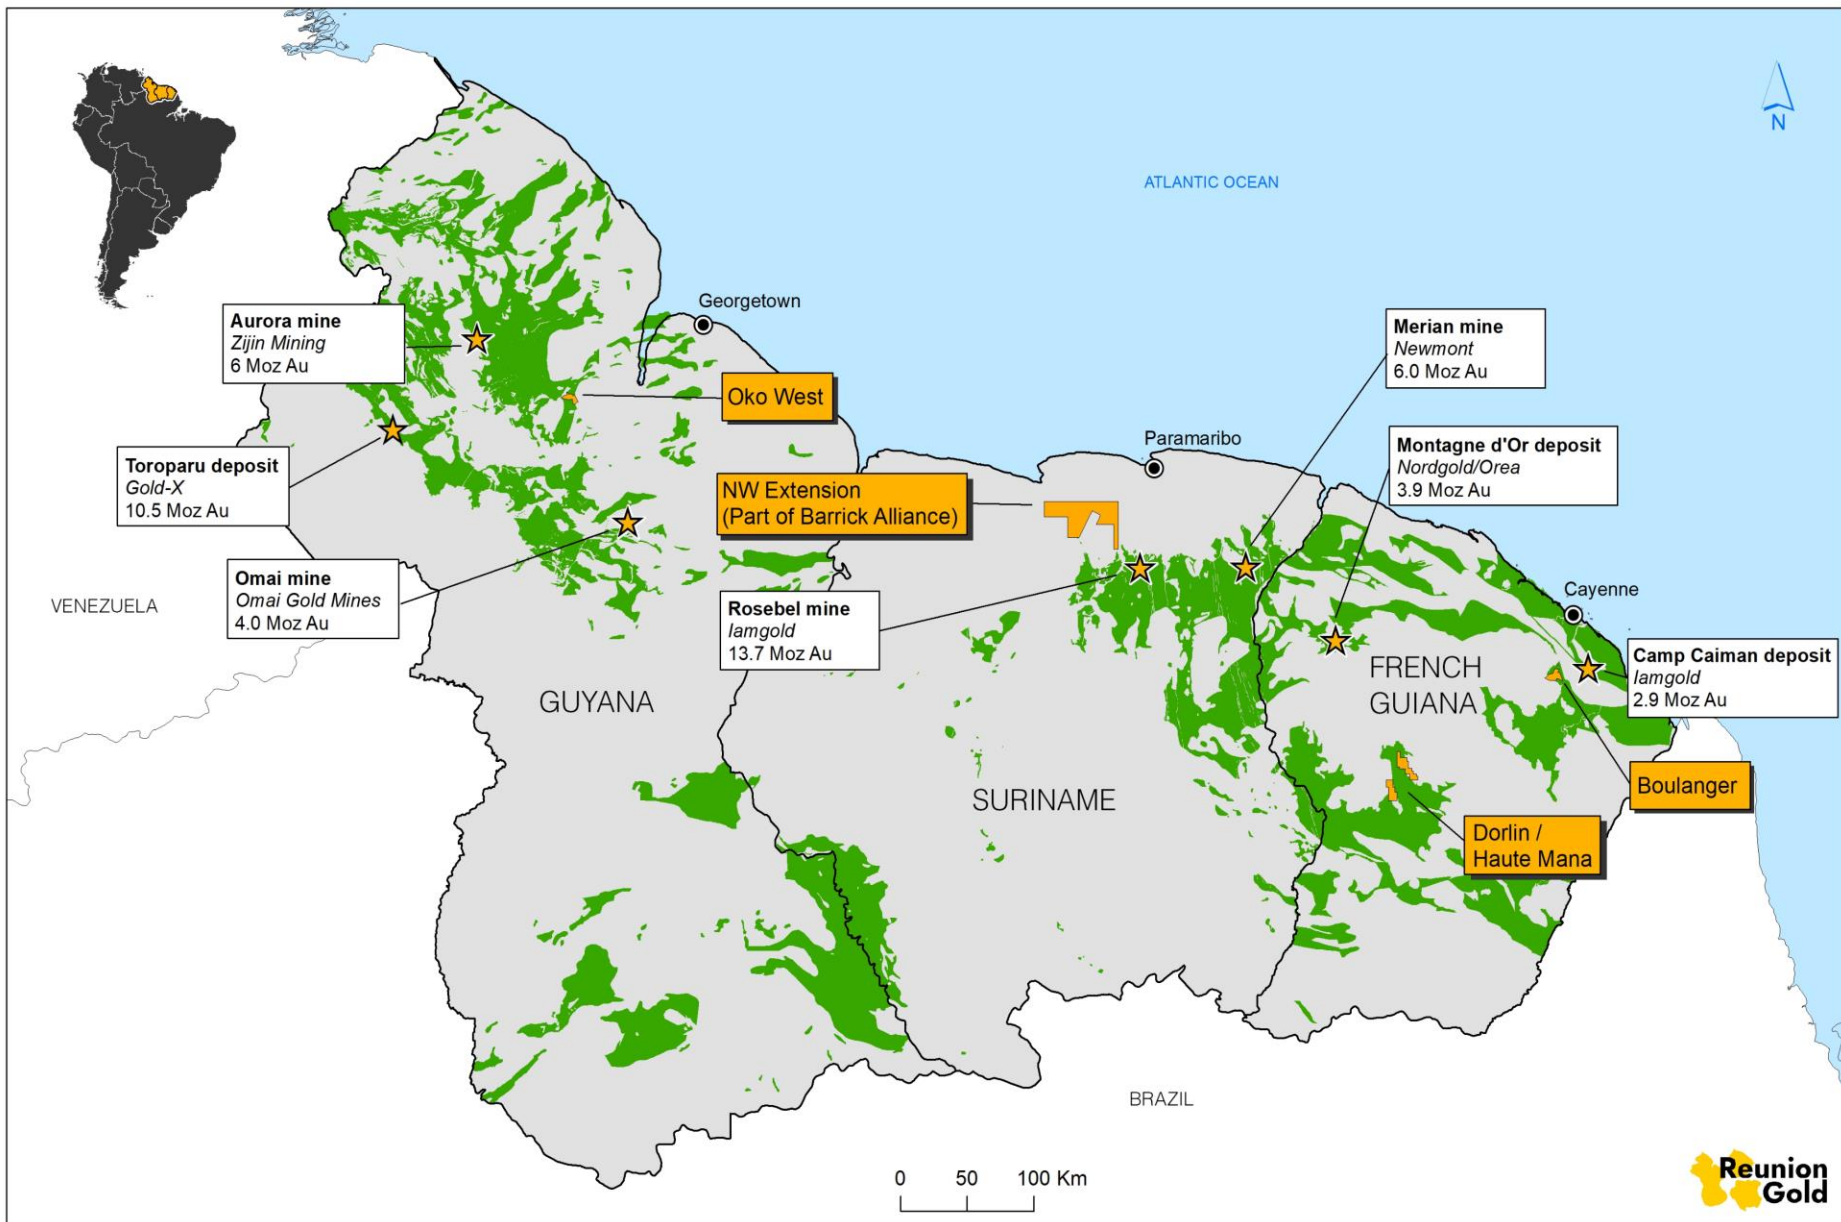 N
ATLANTIC OCEAN
Georgetown
Aurora mine
Zijin Mining
6 Moz Au
Merian mine
Newmont
6.0 Moz Au
Oko West
Paramaribo
Montagne d'Or deposit
Nordgold/Orea
3.9 Moz Au
Toroparu deposit
Gold-X
10.5 Moz Au
NW Extension
(Part of Barrick Alliance)
Omai mine
Omai Gold Mines
4.0 Moz Au
VENEZUELA
Rosebel mine
Iamgold
13.7 Moz Au
Cayenne
Camp Caiman deposit
Iamgold
2.9 Moz Au
GUYANA
FRENCH
GUIANA
SURINAME
Boulanger
Dorlin /
Haute Mana
BRAZIL
0 50 100 Km
Reunion
Gold